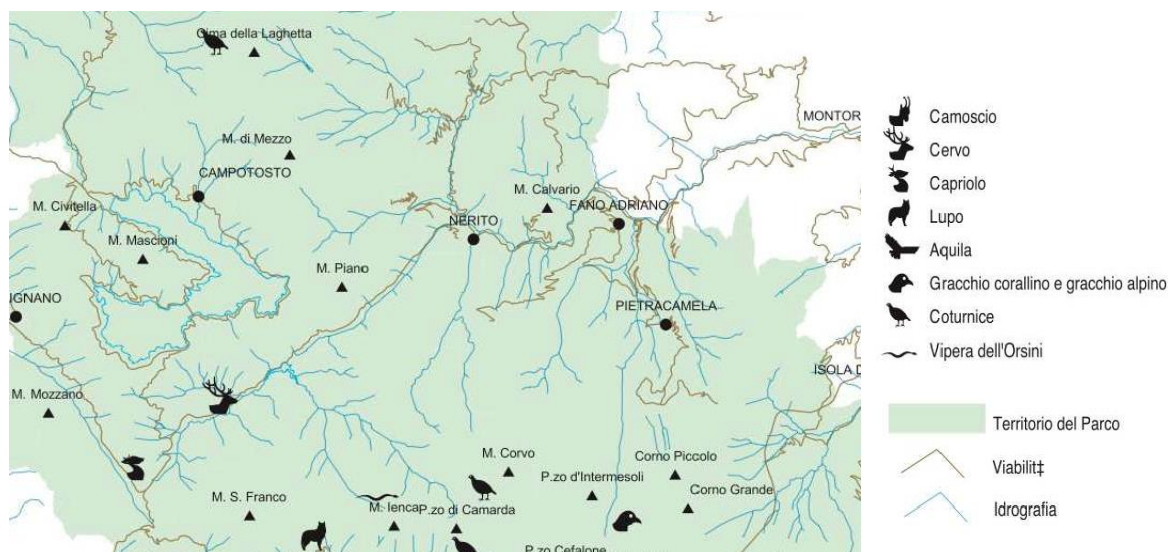 Cima della Laghetta
MONTOR
M. di Mezzo
CAMPOTOSTO
M. Calvario
M. Civitella
FANO ADRIANO
NERITO
M. Mascioni
M. Piano
IGNANO
PIETRACAMELA
ISOLA D
M. Mozzano
M. Corvo
Corno Piccolo
P.zo d'Intermesoli
Corno Grande
M. S. Franco
M. Ienca
P.zo di Camarda
P.zo Cefalone
Camoscio
Cervo
Capriolo
Lupo
Aquila
Gracchio corallino e gracchio alpino
Coturnice
Vipera dell'Orsini
Territorio del Parco
Viabilit‡
Idrografia